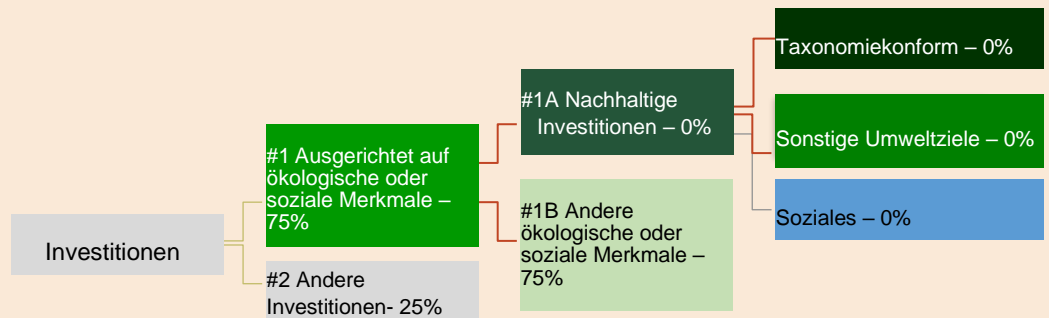 Investitionen
#1 Ausgerichtet auf
ökologische oder
soziale Merkmale –
75%
#2 Andere
Investitionen- 25%
#1A Nachhaltige
Investitionen – 0%
#1B Andere
ökologische oder
soziale Merkmale –
75%
Taxonomiekonform – 0%
Sonstige Umweltziele – 0%
Soziales – 0%